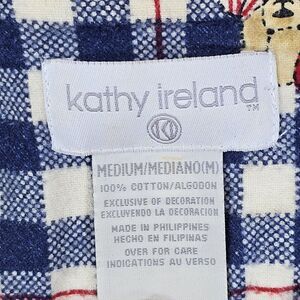 kathy ireland
TM
MEDIUM/MEDIANO(M)
100% COTTON/ALGODON
EXCLUSIVE OF DECORATION
EXCLUYENDO LA DECORACION
MADE IN PHILIPPINES
HECHO EN FILIPINAS
OVER FOR CARE
INDICATIONS AU VERSO